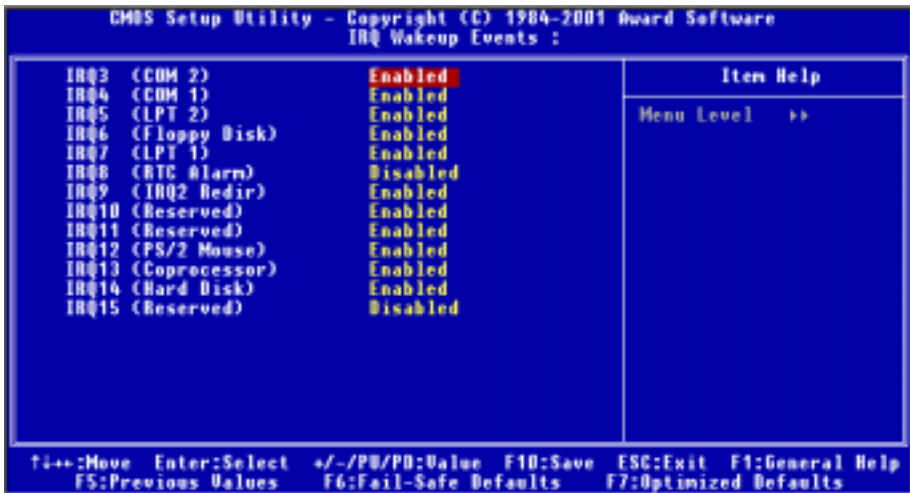 CMOS Setup Utility - Copyright (C) 1984-2001 Award Software
IRQ Wakeup Events :
IRQ3 (COM 2) Enabled
IRQ4 (COM 1) Enabled
IRQ5 (LPT 2) Enabled
IRQ6 (Floppy Disk) Enabled
IRQ7 (LPT 1) Enabled
IRQ8 (RTC Alarm) Disabled
IRQ9 (IRQ2 Redir) Enabled
IRQ10 (Reserved) Enabled
IRQ11 (Reserved) Enabled
IRQ12 (PS/2 Mouse) Enabled
IRQ13 (Coprocessor) Enabled
IRQ14 (Hard Disk) Enabled
IRQ15 (Reserved) Disabled
Item Help
Menu Level ►►
↑↓→←:Move Enter:Select +/-/PU/PD:Value F10:Save ESC:Exit F1:General Help
F5:Previous Values F6:Fail-Safe Defaults F7:Optimized Defaults